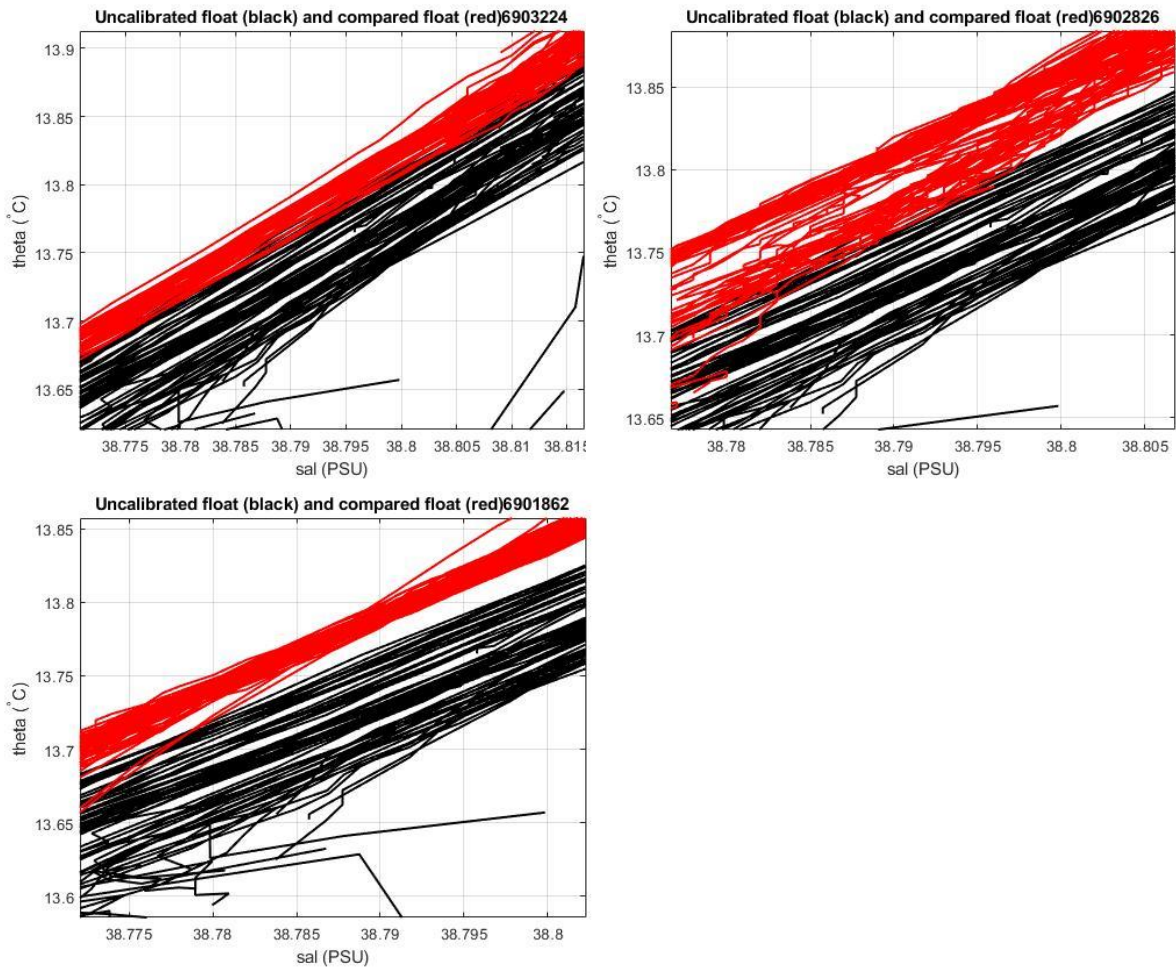 Uncalibrated float (black) and compared float (red)6903224
13.9
13.85
13.8
13.75
13.7
13.65
theta (°C)
38.775 38.78 38.785 38.79 38.795 38.8 38.805 38.81 38.815
sal (PSU)
Uncalibrated float (black) and compared float (red)6902826
13.85
13.8
13.75
13.7
13.65
theta (°C)
38.78 38.785 38.79 38.795 38.8 38.805
sal (PSU)
Uncalibrated float (black) and compared float (red)6901862
13.85
13.8
13.75
13.7
13.65
13.6
theta (°C)
38.775 38.78 38.785 38.79 38.795 38.8
sal (PSU)